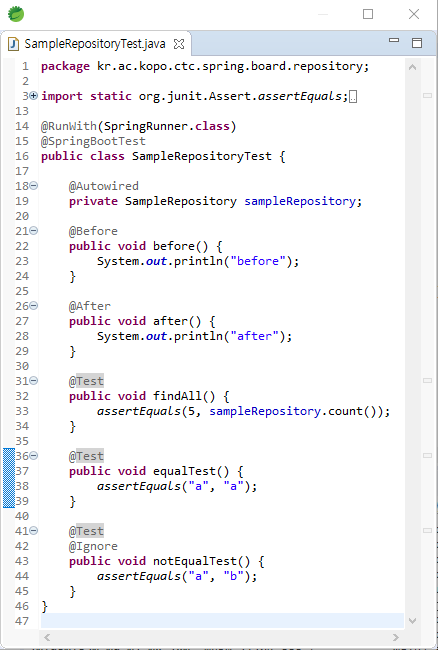 SampleRepositoryTest.java
1 package kr.ac.kopo.ctc.spring.board.repository;
2
3 import static org.junit.Assert.assertEquals;
13
14 @RunWith(SpringRunner.class)
15 @SpringBootTest
16 public class SampleRepositoryTest {
17
18 @Autowired
19 private SampleRepository sampleRepository;
20
21 @Before
22 public void before() {
23 System.out.println("before");
24 }
25
26 @After
27 public void after() {
28 System.out.println("after");
29 }
30
31 @Test
32 public void findAll() {
33 assertEquals(5, sampleRepository.count());
34 }
35
36 @Test
37 public void equalTest() {
38 assertEquals("a", "a");
39 }
40
41 @Test
42 @Ignore
43 public void notEqualTest() {
44 assertEquals("a", "b");
45 }
46 }
47